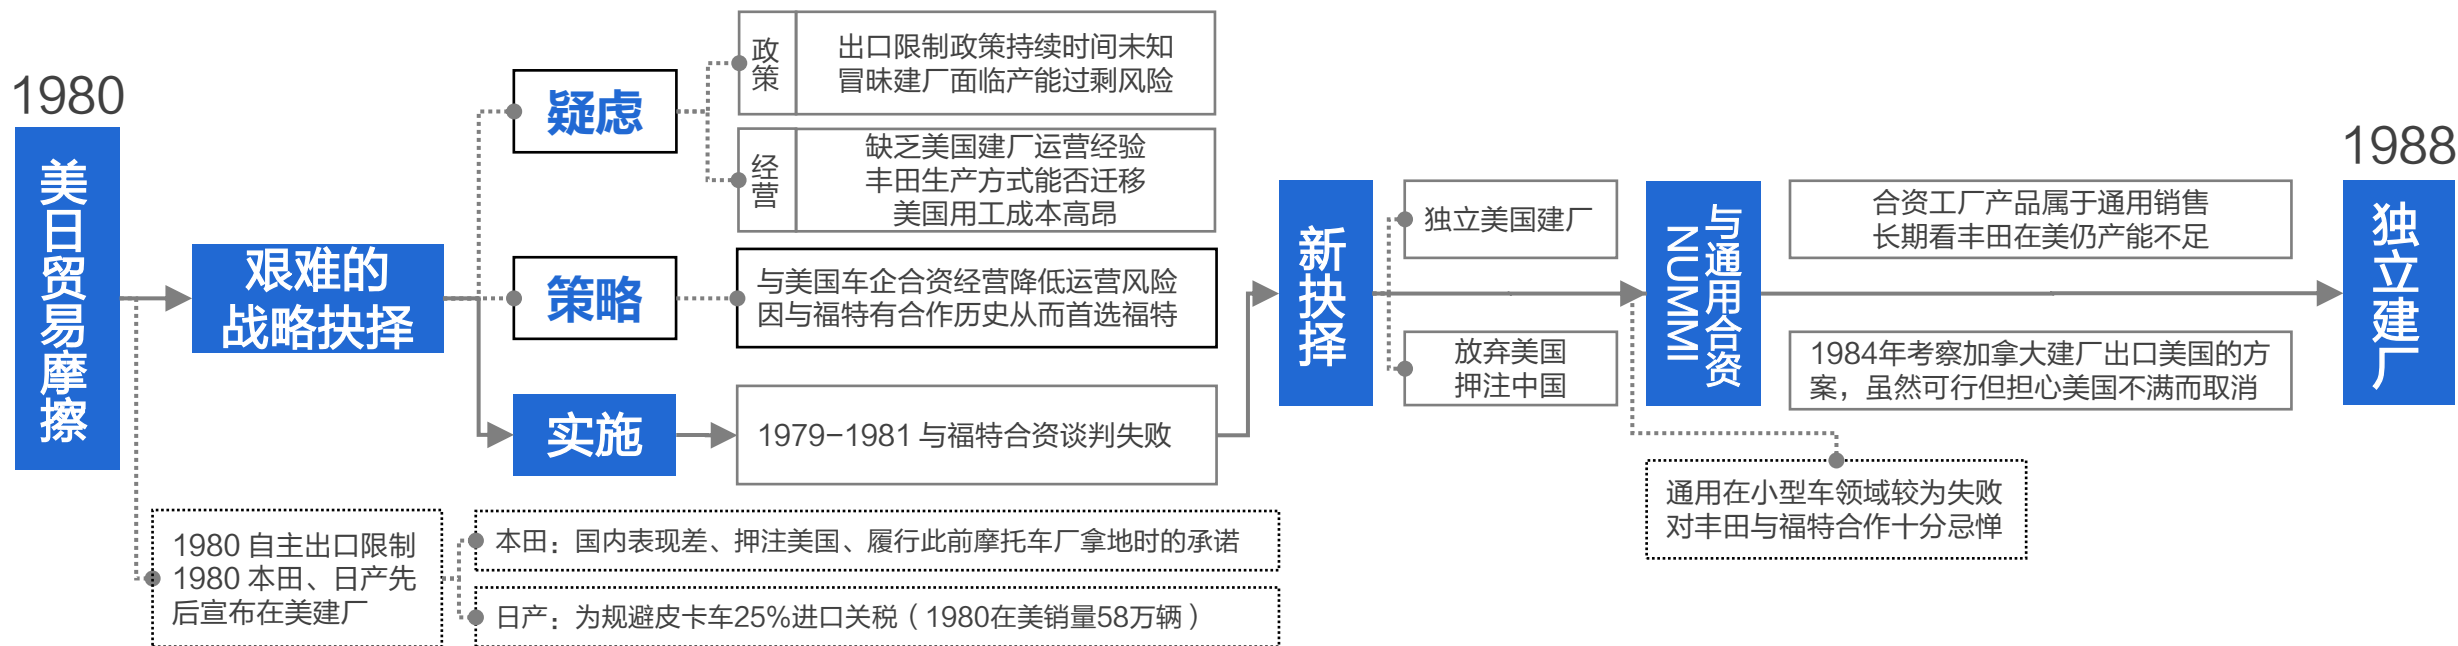 1980
美日贸易摩擦
艰难的
战略抉择
疑虑
政策
出口限制政策持续时间未知
冒昧建厂面临产能过剩风险
经营
缺乏美国建厂运营经验
丰田生产方式能否迁移
美国用工成本高昂
策略
与美国车企合资经营降低运营风险
因与福特有合作历史从而首选福特
实施
1979-1981 与福特合资谈判失败
1980 自主出口限制
1980 本田、日产先
后宣布在美建厂
本田：国内表现差、押注美国、履行此前摩托车厂拿地时的承诺
日产：为规避皮卡车25%进口关税（1980在美销量58万辆）
新抉择
独立美国建厂
放弃美国
押注中国
与通用合资
NUMMI
合资工厂产品属于通用销售
长期看丰田在美仍产能不足
1984年考察加拿大建厂出口美国的方
案，虽然可行但担心美国不满而取消
通用在小型车领域较为失败
对丰田与福特合作十分忌惮
1988
独立建厂